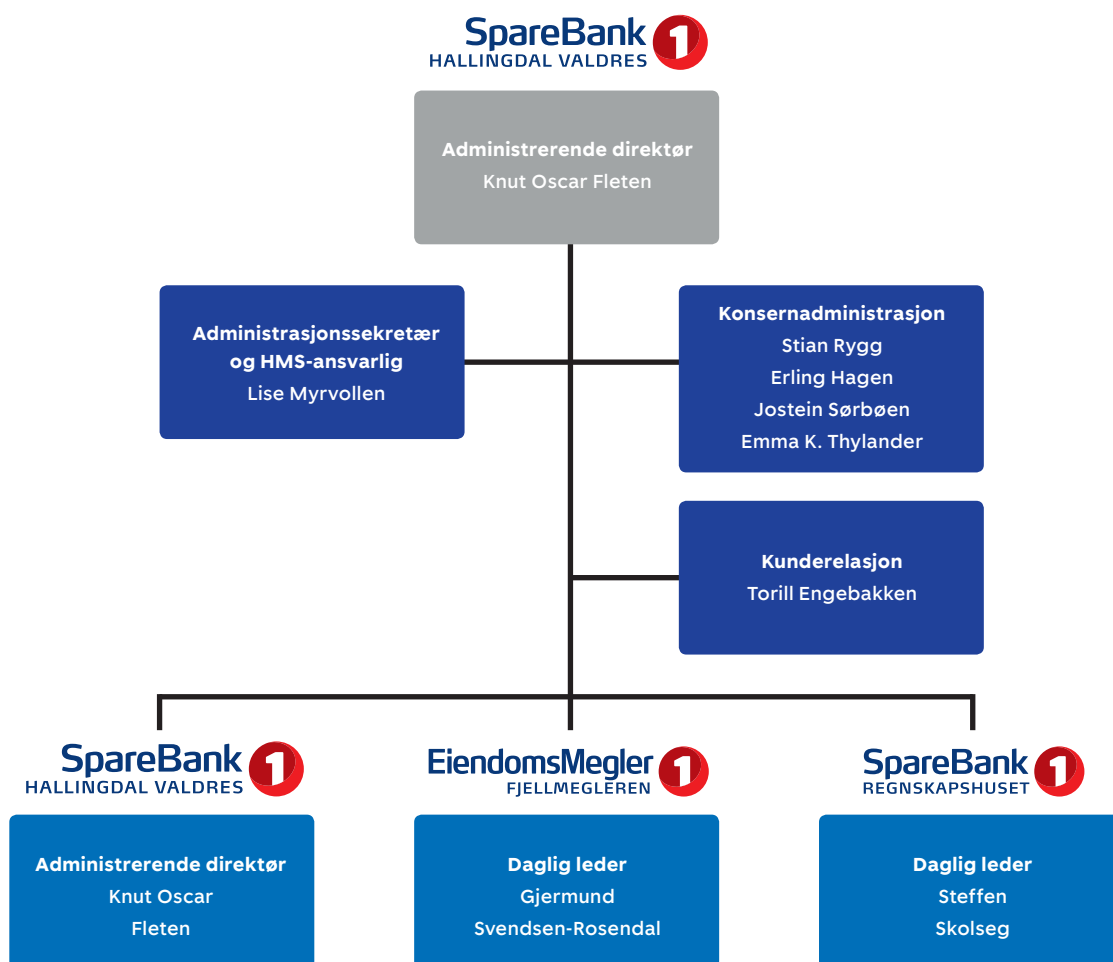 SpareBank 1
HALLINGDAL VALDRES
Administrerende direktør
Knut Oscar Fleten
Administrasjonssekretær
og HMS-ansvarlig
Lise Myrvollen
Konsernadministrasjon
Stian Rygg
Erling Hagen
Jostein Sørbøen
Emma K. Thylander
Kunderelasjon
Torill Engebakken
SpareBank 1
HALLINGDAL VALDRES
Administrerende direktør
Knut Oscar
Fleten
EiendomsMegler 1
FJELLMEGLEREN
Daglig leder
Gjermund
Svendsen-Rosendal
SpareBank 1
REGNSKAPSHUSET
Daglig leder
Steffen
Skolseg